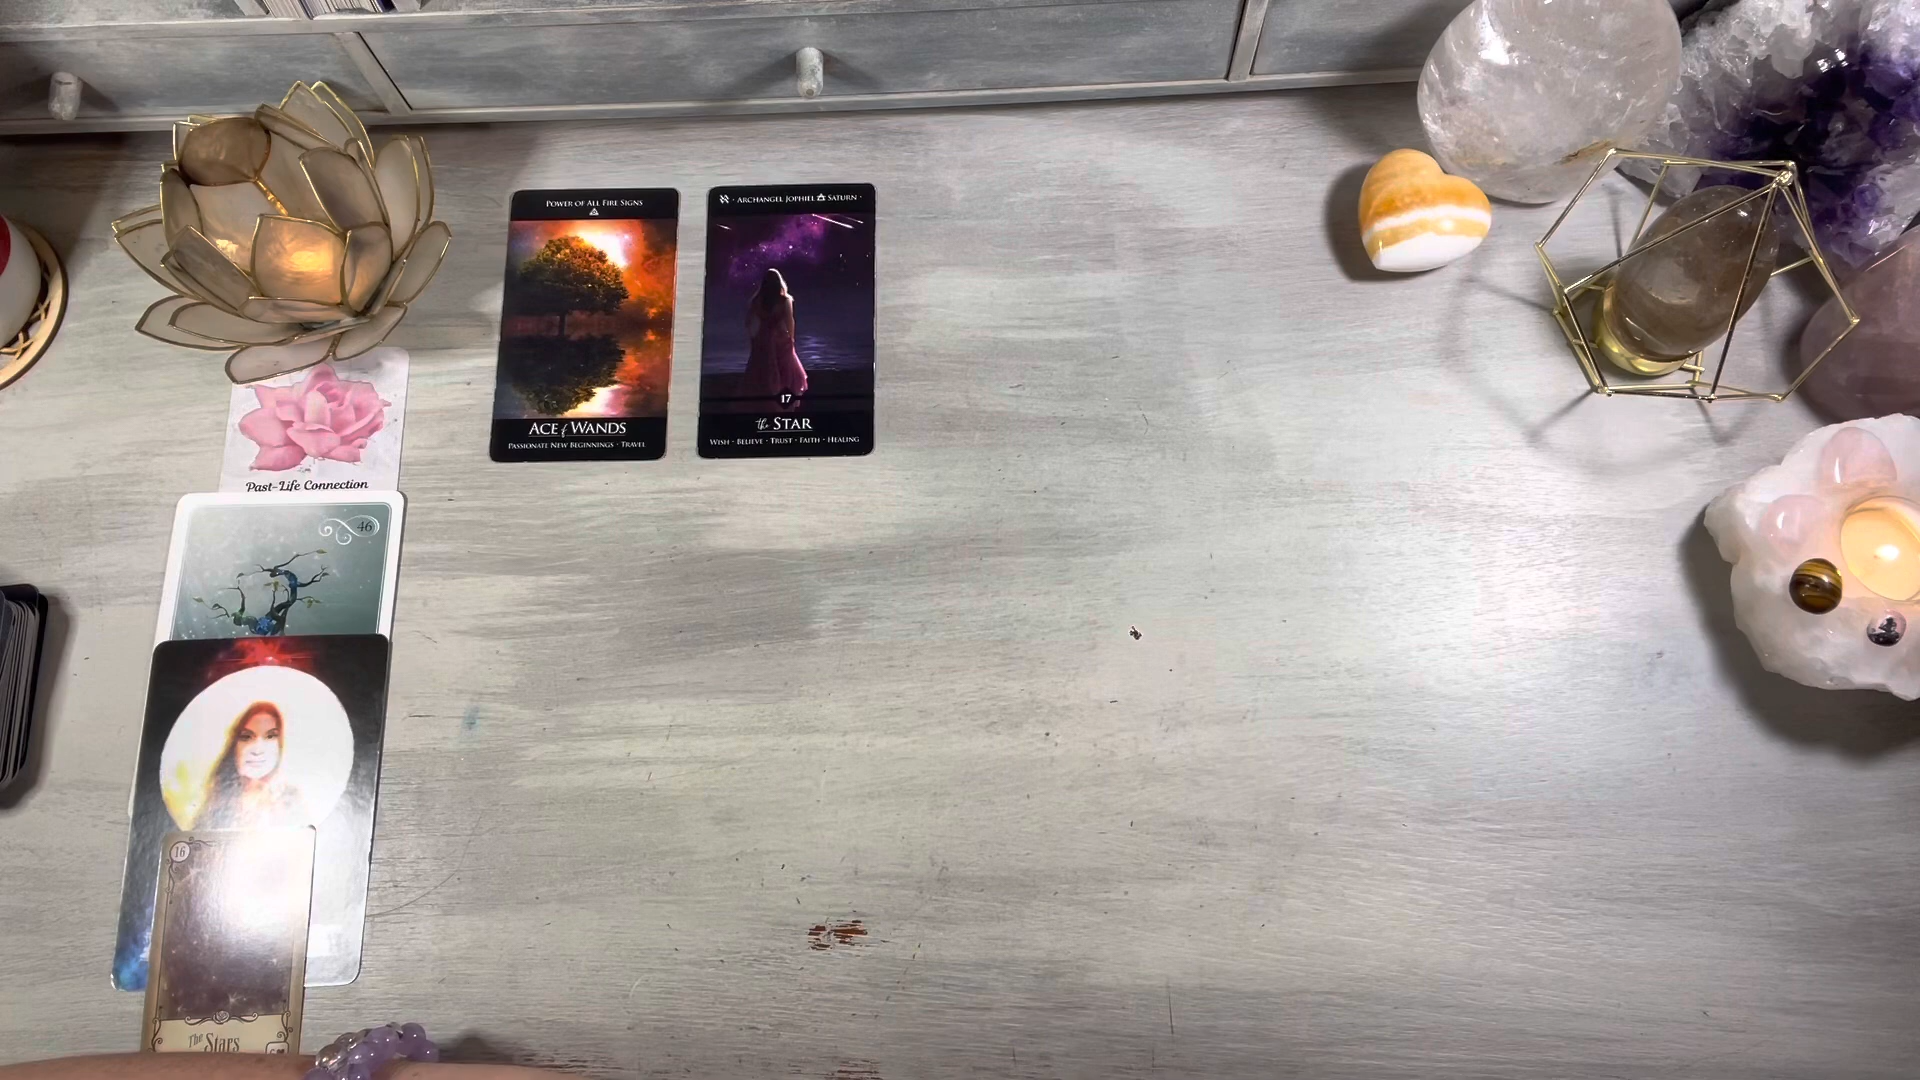 POWER OF ALL FIRE SIGNS
ACE of WANDS
PASSIONATE NEW BEGINNINGS · TRAVEL
· ARCHANGEL JOPHIEL SATURN ·
17
the STAR
WISH · BELIEVE · TRUST · FAITH · HEALING
Past-Life Connection
46
16
The Stars